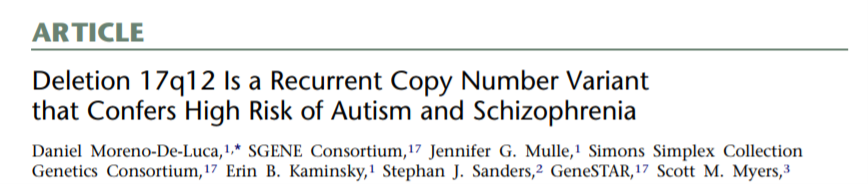 ARTICLE
Deletion 17q12 Is a Recurrent Copy Number Variant
that Confers High Risk of Autism and Schizophrenia
Daniel Moreno-De-Luca,1,* SGENE Consortium,17 Jennifer G. Mulle,1 Simons Simplex Collection
Genetics Consortium,17 Erin B. Kaminsky,1 Stephan J. Sanders,2 GeneSTAR,17 Scott M. Myers,3